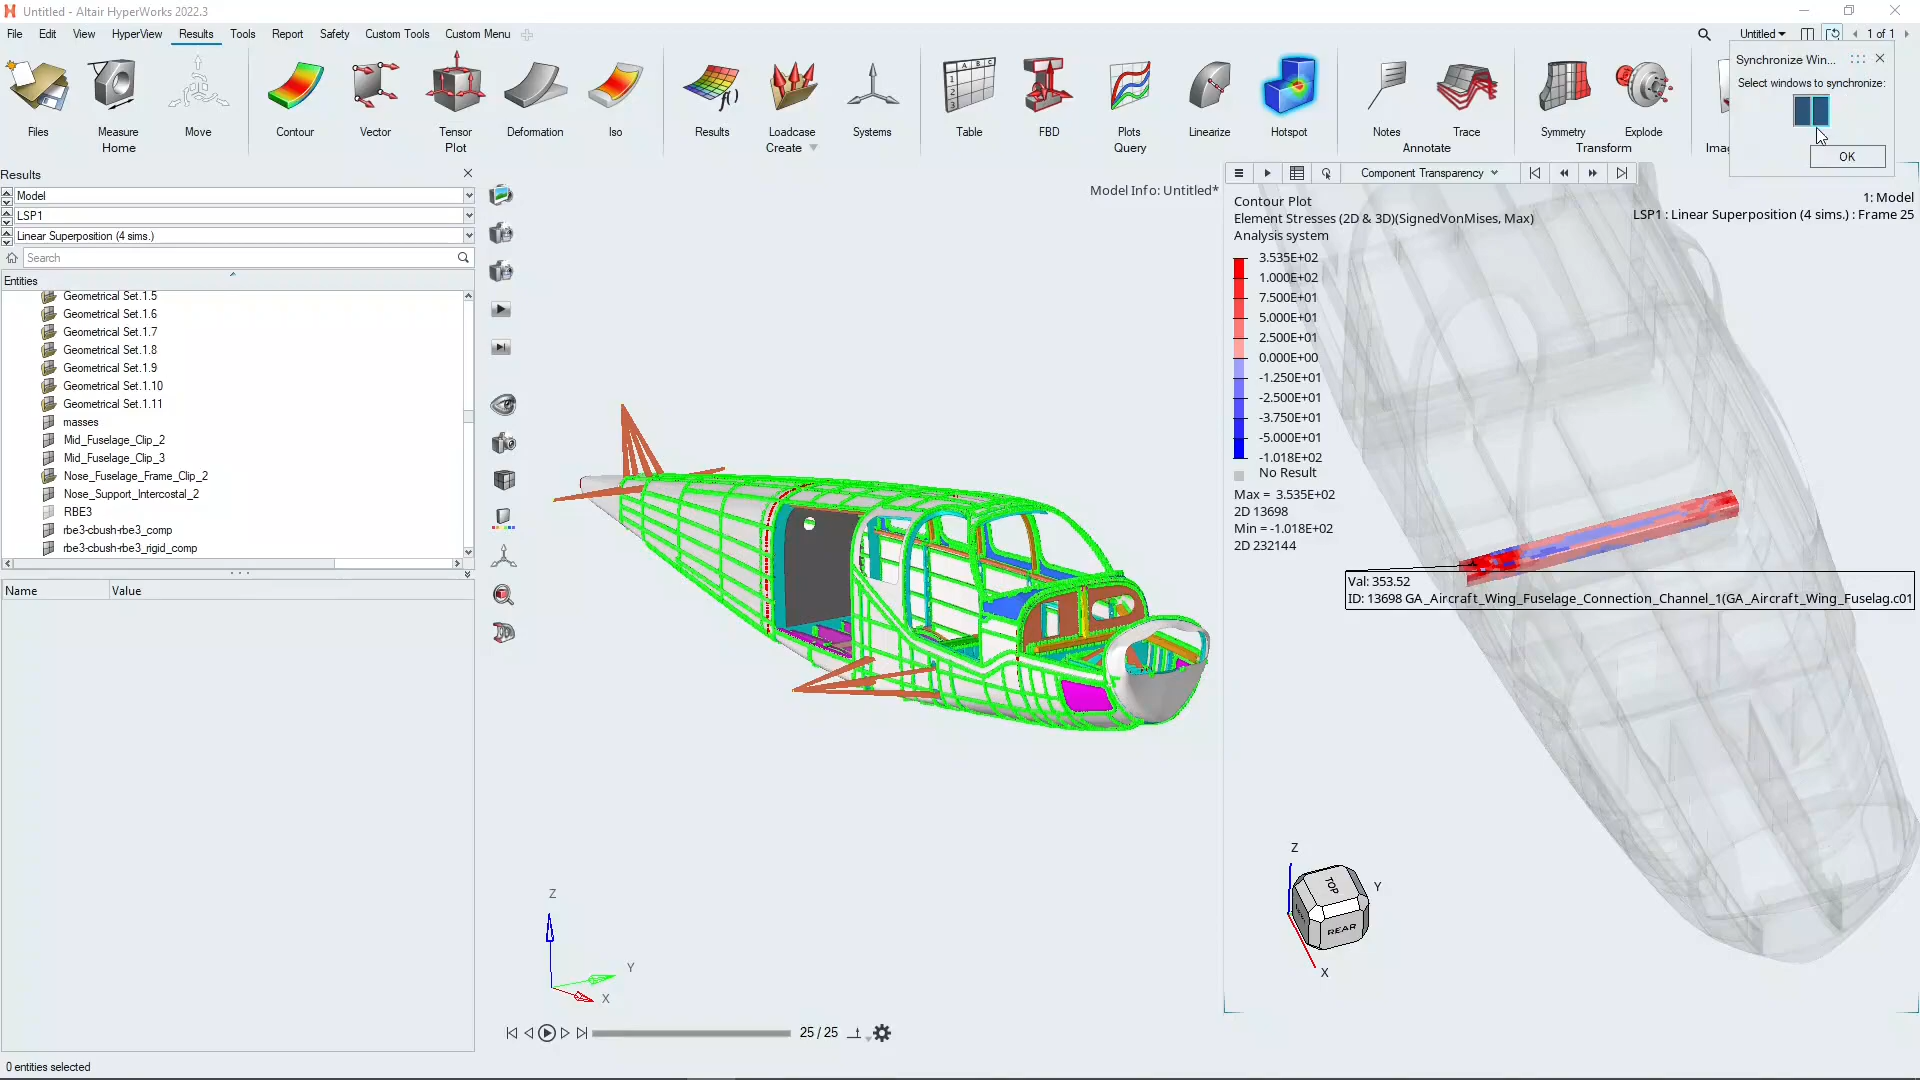 Untitled - Altair HyperWorks 2022.3
File Edit View HyperView Results Tools Report Safety Custom Tools Custom Menu
Untitled 1 of 1
Synchronize Win...
Select windows to synchronize:
OK
Files Measure Move Contour Vector Tensor Deformation Iso Results Loadcase Systems Table FBD Plots Linearize Hotspot Notes Trace Symmetry Explode
Home Plot Create Query Annotate Transform
Results
Model
LSP1
Linear Superposition (4 sims.)
Search
Entities
Geometrical Set.1.5
Geometrical Set.1.6
Geometrical Set.1.7
Geometrical Set.1.8
Geometrical Set.1.9
Geometrical Set.1.10
Geometrical Set.1.11
masses
Mid_Fuselage_Clip_2
Mid_Fuselage_Clip_3
Nose_Fuselage_Frame_Clip_2
Nose_Support_Intercostal_2
RBE3
rbe3-cbush-rbe3_comp
rbe3-cbush-rbe3_rigid_comp
Name Value
0 entities selected
Model Info: Untitled*
Z
Y
X
25 / 25
Component Transparency
1: Model
LSP1 : Linear Superposition (4 sims.) : Frame 25
Contour Plot
Element Stresses (2D & 3D)(SignedVonMises, Max)
Analysis system
3.535E+02
1.000E+02
7.500E+01
5.000E+01
2.500E+01
0.000E+00
-1.250E+01
-2.500E+01
-3.750E+01
-5.000E+01
-1.018E+02
No Result
Max = 3.535E+02
2D 13698
Min = -1.018E+02
2D 232144
Val: 353.52
ID: 13698 GA_Aircraft_Wing_Fuselage_Connection_Channel_1(GA_Aircraft_Wing_Fuselag.c01
Z
Y
TOP
REAR
X